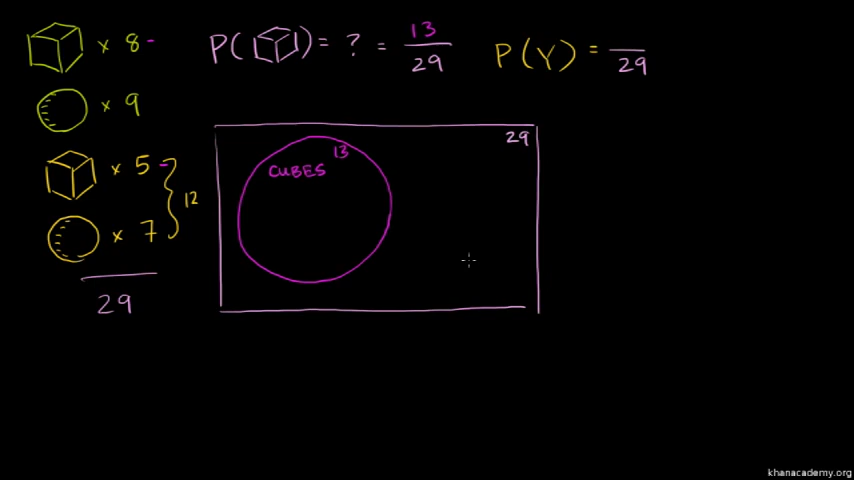 × 8 -
P( ) = ? = 13/29
P(Y) = /29
× 9
29
13
CUBES
× 5 -
12
× 7
29
khanacademy.org